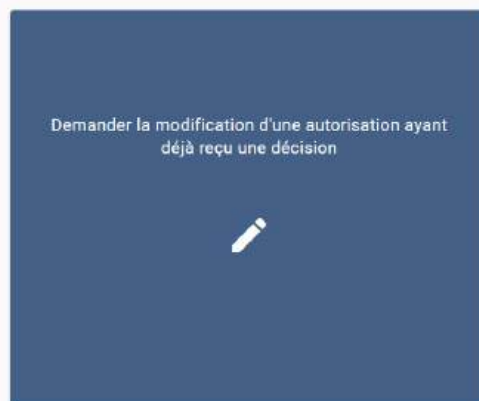 Demander la modification d'une autorisation ayant
déjà reçu une décision